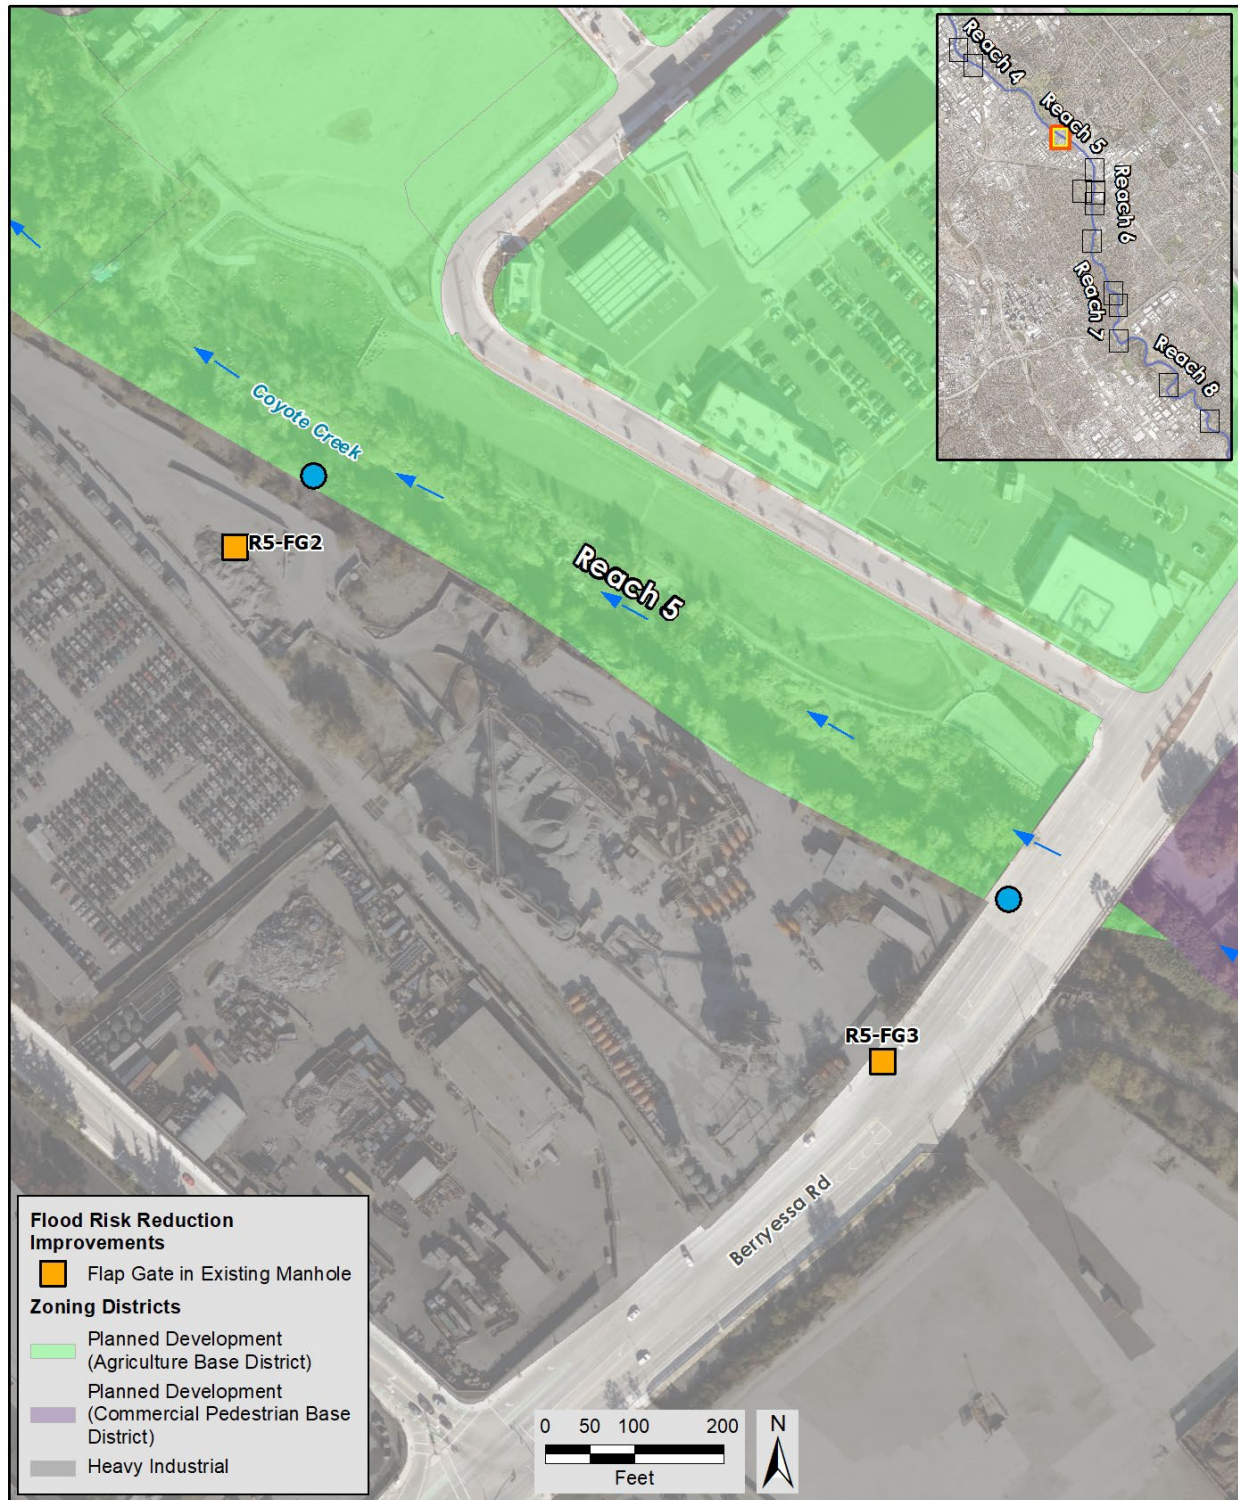 Reach 4
Reach 5
Reach 6
Reach 7
Reach 8
Coyote Creek
R5-FG2
Reach 5
R5-FG3
Berryessa Rd
Flood Risk Reduction
Improvements
Flap Gate in Existing Manhole
Zoning Districts
Planned Development
(Agriculture Base District)
Planned Development
(Commercial Pedestrian Base
District)
Heavy Industrial
0 50 100 200
Feet
N